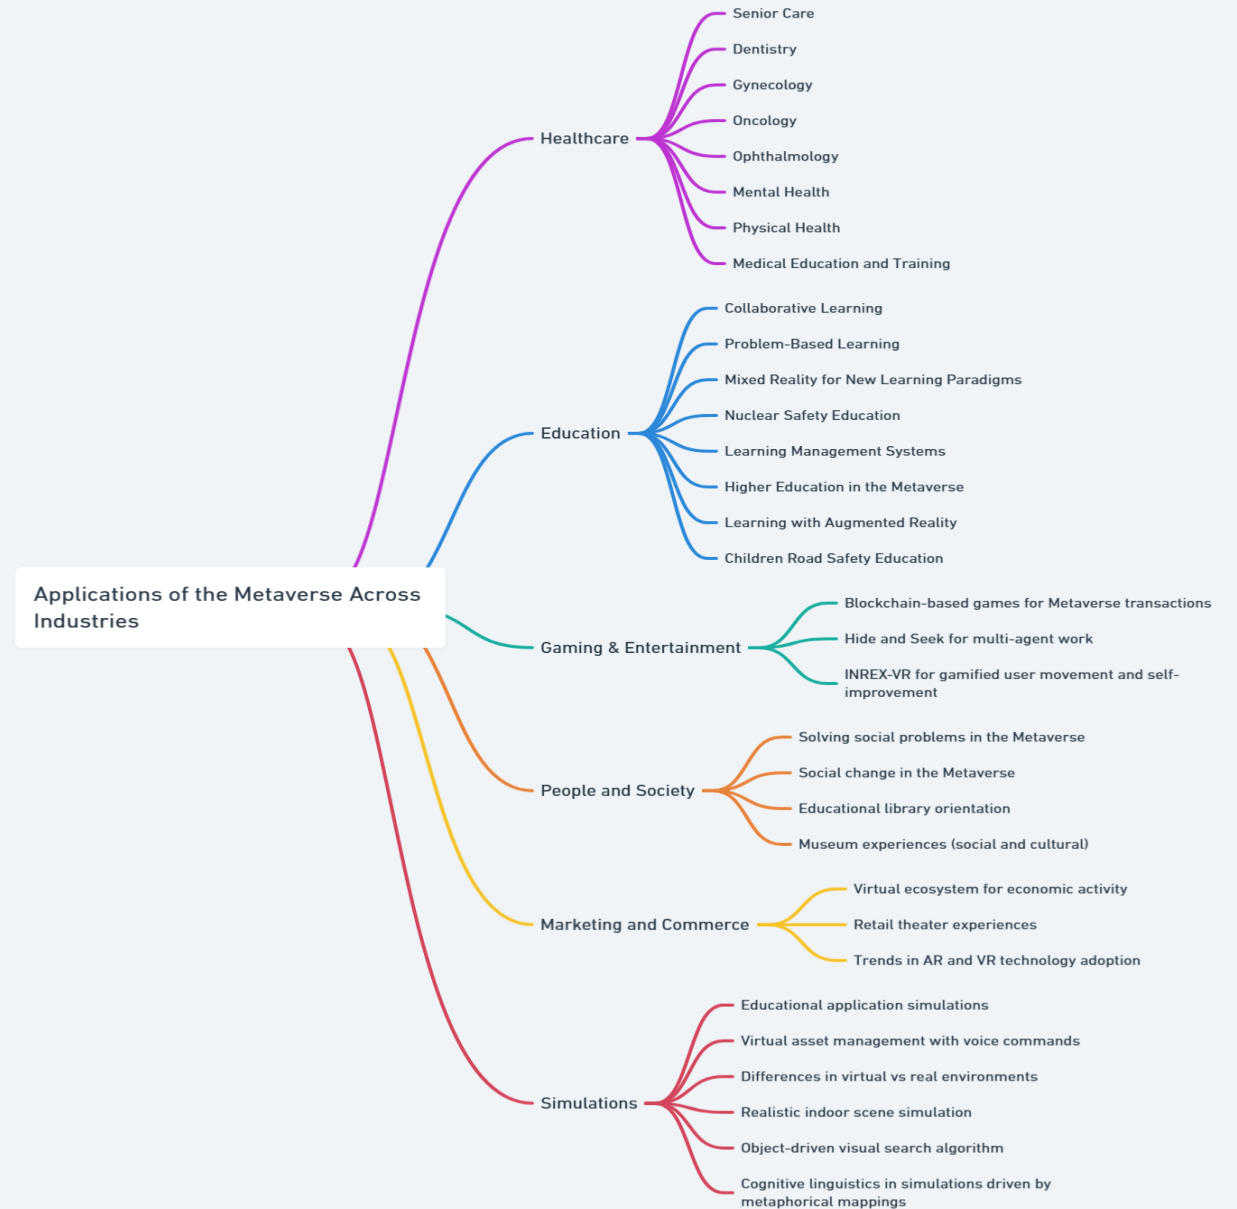 Applications of the Metaverse Across
Industries
Healthcare
Senior Care
Dentistry
Gynecology
Oncology
Ophthalmology
Mental Health
Physical Health
Medical Education and Training
Education
Collaborative Learning
Problem-Based Learning
Mixed Reality for New Learning Paradigms
Nuclear Safety Education
Learning Management Systems
Higher Education in the Metaverse
Learning with Augmented Reality
Children Road Safety Education
Gaming & Entertainment
Blockchain-based games for Metaverse transactions
Hide and Seek for multi-agent work
INREX-VR for gamified user movement and self-
improvement
People and Society
Solving social problems in the Metaverse
Social change in the Metaverse
Educational library orientation
Museum experiences (social and cultural)
Marketing and Commerce
Virtual ecosystem for economic activity
Retail theater experiences
Trends in AR and VR technology adoption
Simulations
Educational application simulations
Virtual asset management with voice commands
Differences in virtual vs real environments
Realistic indoor scene simulation
Object-driven visual search algorithm
Cognitive linguistics in simulations driven by
metaphorical mappings